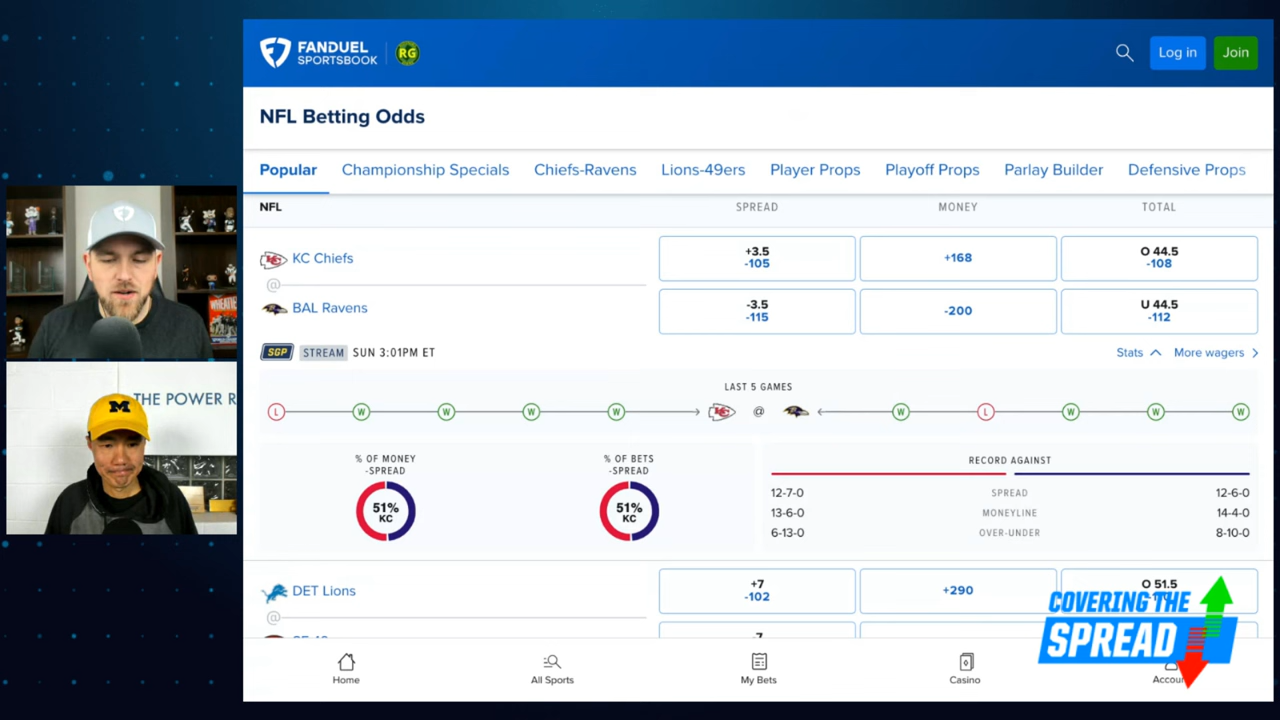 FANDUEL
SPORTSBOOK
RG
Log in
Join
NFL Betting Odds
Popular
Championship Specials
Chiefs-Ravens
Lions-49ers
Player Props
Playoff Props
Parlay Builder
Defensive Props
NFL
SPREAD
MONEY
TOTAL
KC Chiefs
+3.5
-105
+168
O 44.5
-108
@
BAL Ravens
-3.5
-115
-200
U 44.5
-112
SGP
STREAM
SUN 3:01PM ET
Stats
More wagers
LAST 5 GAMES
L
W
W
W
W
@
W
L
W
W
W
% OF MONEY
-SPREAD
51%
KC
% OF BETS
-SPREAD
51%
KC
RECORD AGAINST
12-7-0
SPREAD
12-6-0
13-6-0
MONEYLINE
14-4-0
6-13-0
OVER-UNDER
8-10-0
DET Lions
+7
-102
+290
O 51.5
@
-7
COVERING THE
SPREAD
Home
All Sports
My Bets
Casino
Accou
M
THE POWER R
WHEATIES